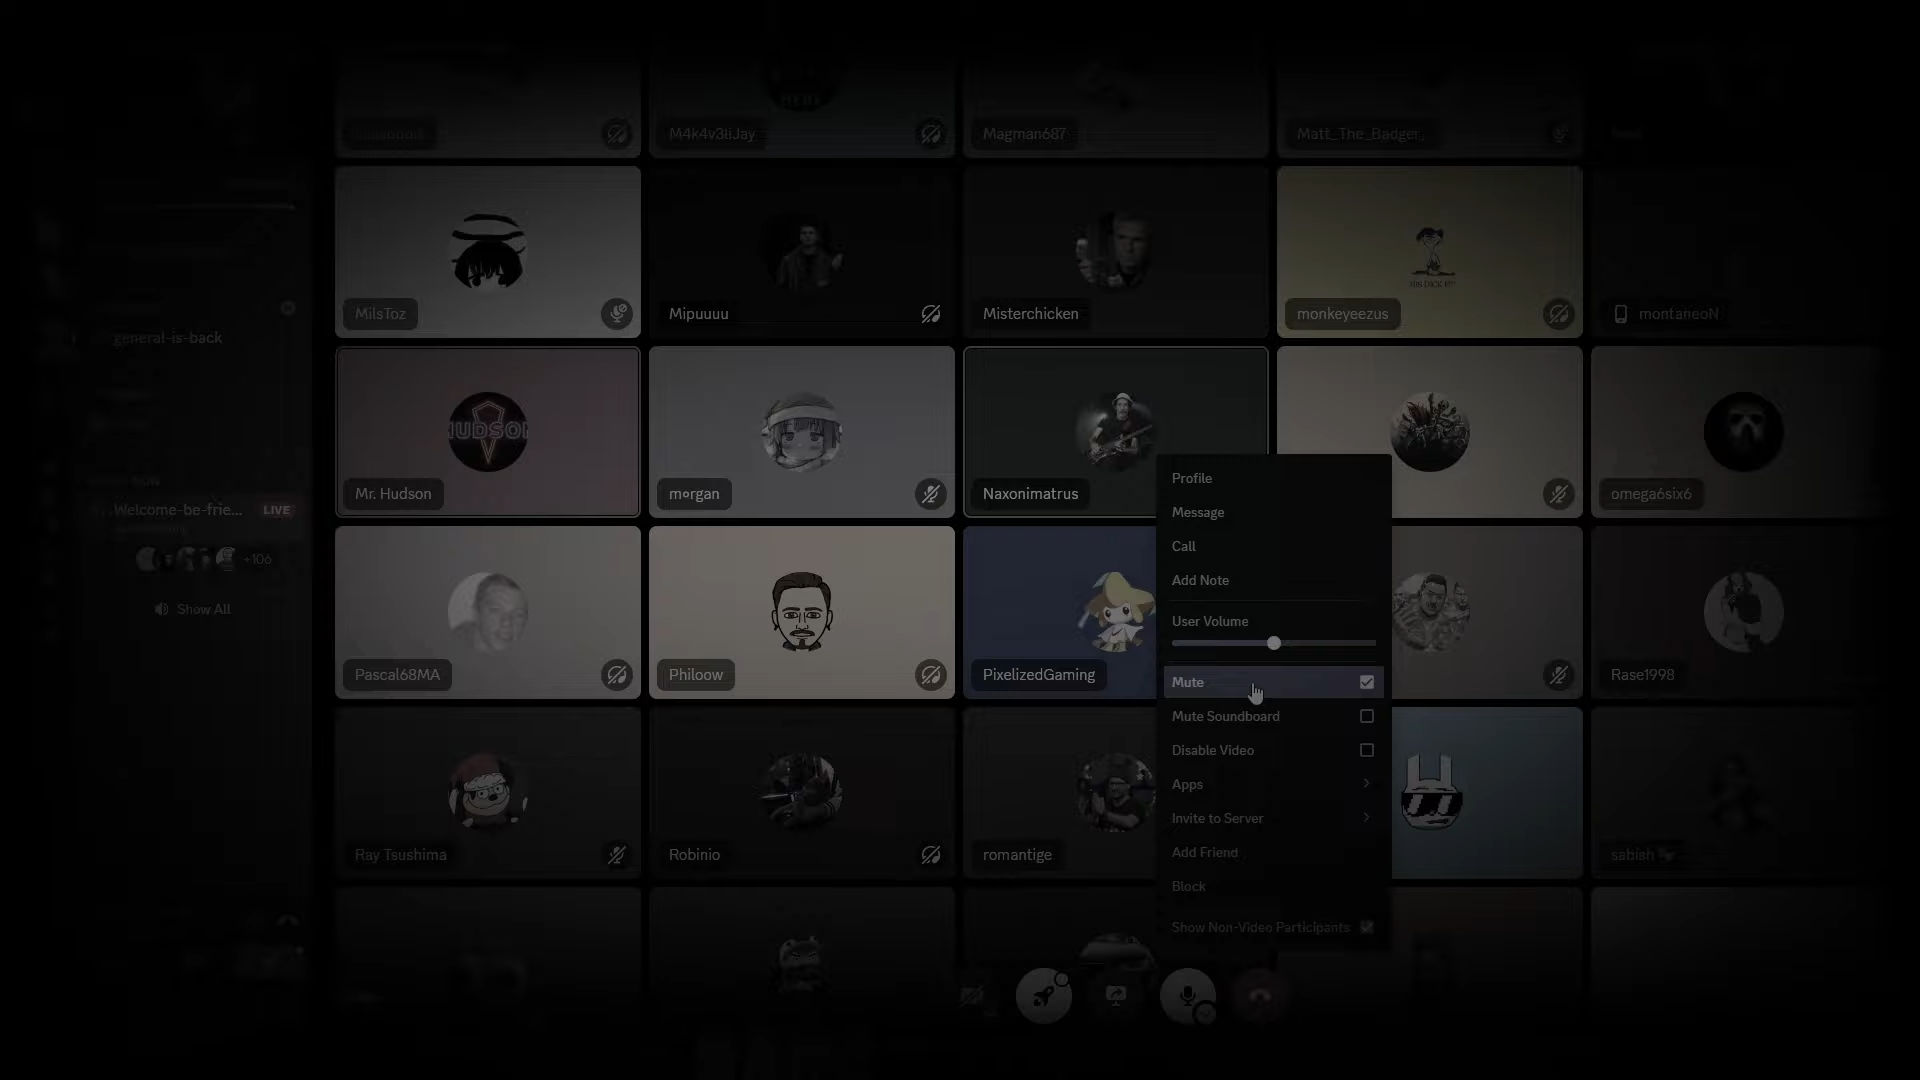 M4k4v3liJay
Magman687
Matt_The_Badger_
MilsToz
Mipuuuu
Misterchicken
monkeyeezus
montaneoN
general-is-back
HUDSON
Mr. Hudson
morgan
Naxonimatrus
omega6six6
Profile
Message
Call
Add Note
User Volume
Mute
Mute Soundboard
Disable Video
Apps
Invite to Server
Add Friend
Block
Show Non-Video Participants
Welcome-be-frie... LIVE
+106
Show All
Pascal68MA
Philoow
PixelizedGaming
Rase1998
Ray Tsushima
Robinio
romantige
sabish